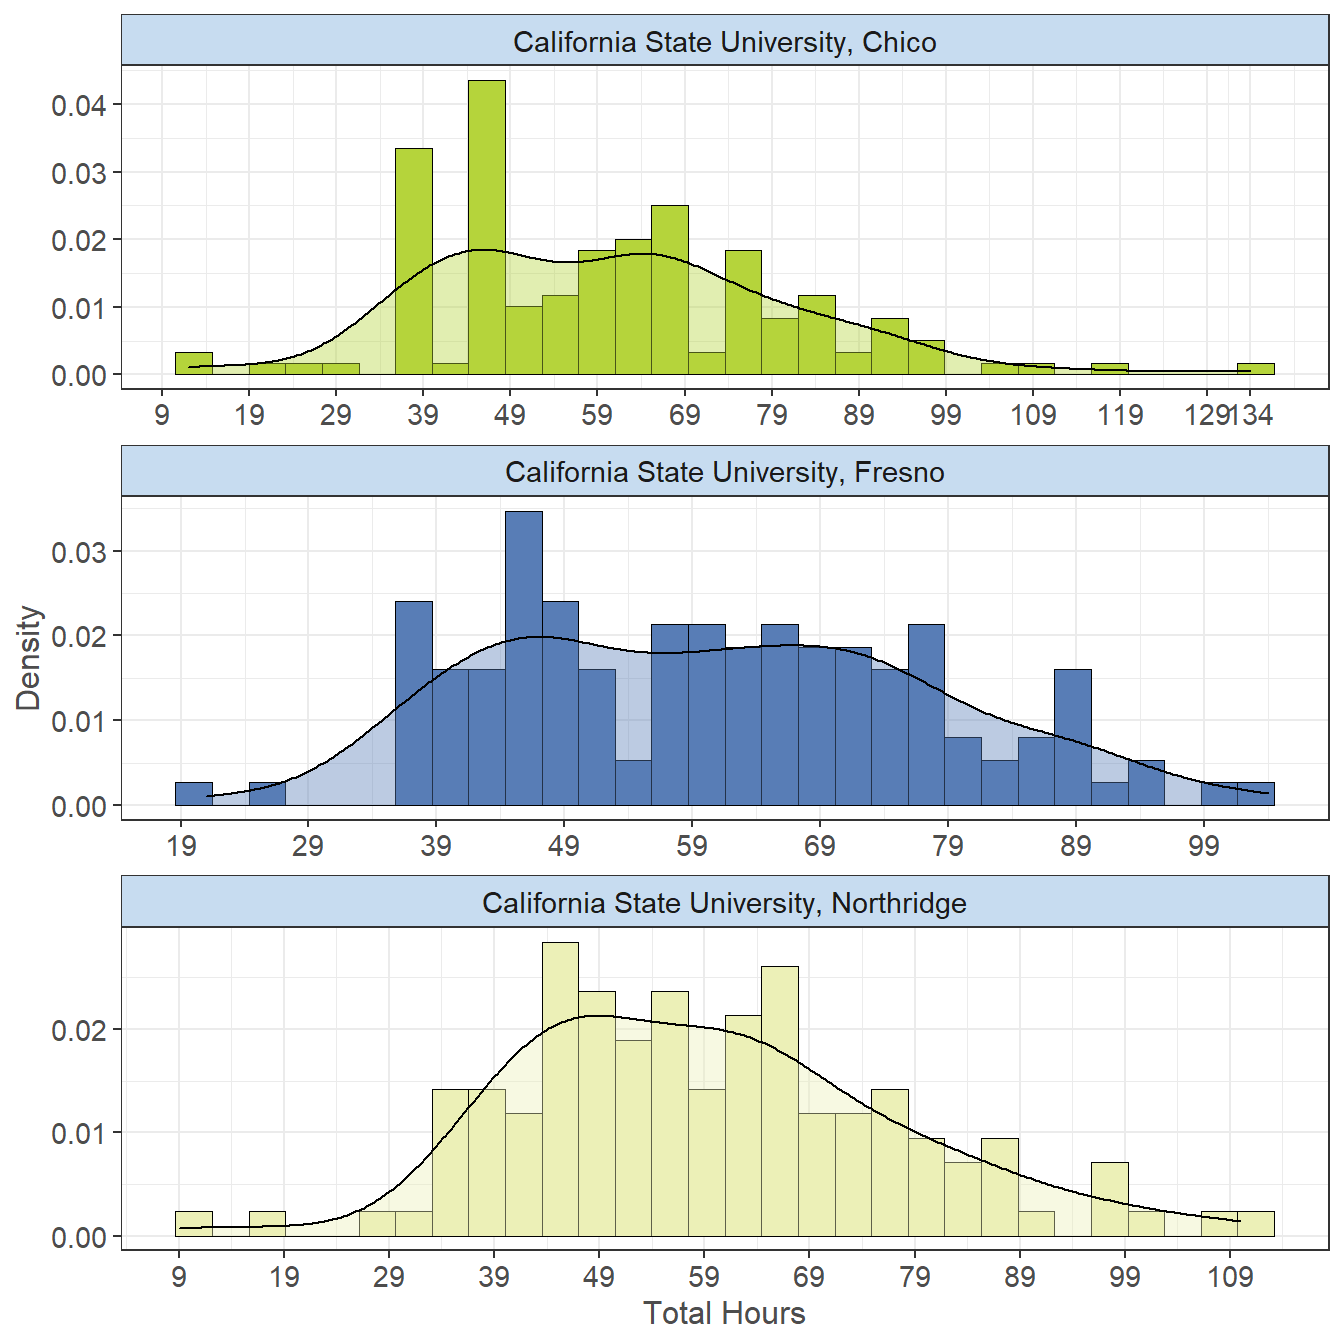 California State University, Chico
0.04
0.03
0.02
0.01
0.00
9 19 29 39 49 59 69 79 89 99 109 119 129 134
California State University, Fresno
0.03
0.02
0.01
0.00
19 29 39 49 59 69 79 89 99
Density
California State University, Northridge
0.02
0.01
0.00
9 19 29 39 49 59 69 79 89 99 109
Total Hours